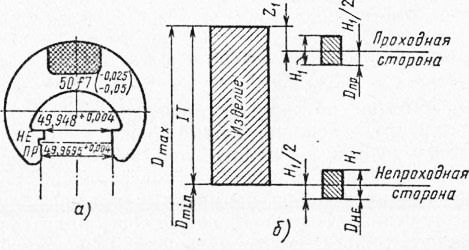 50 f7 (-0,025 -0,05)
49,948+0,004
НЕ
ПР 49,9695+0,004
а)
Dmax
IT
Изделие
Dmin
Z1
H1
H1/2
Проходная
сторона
Dпр
H1/2
H1
Непроходная
сторона
Dне
б)